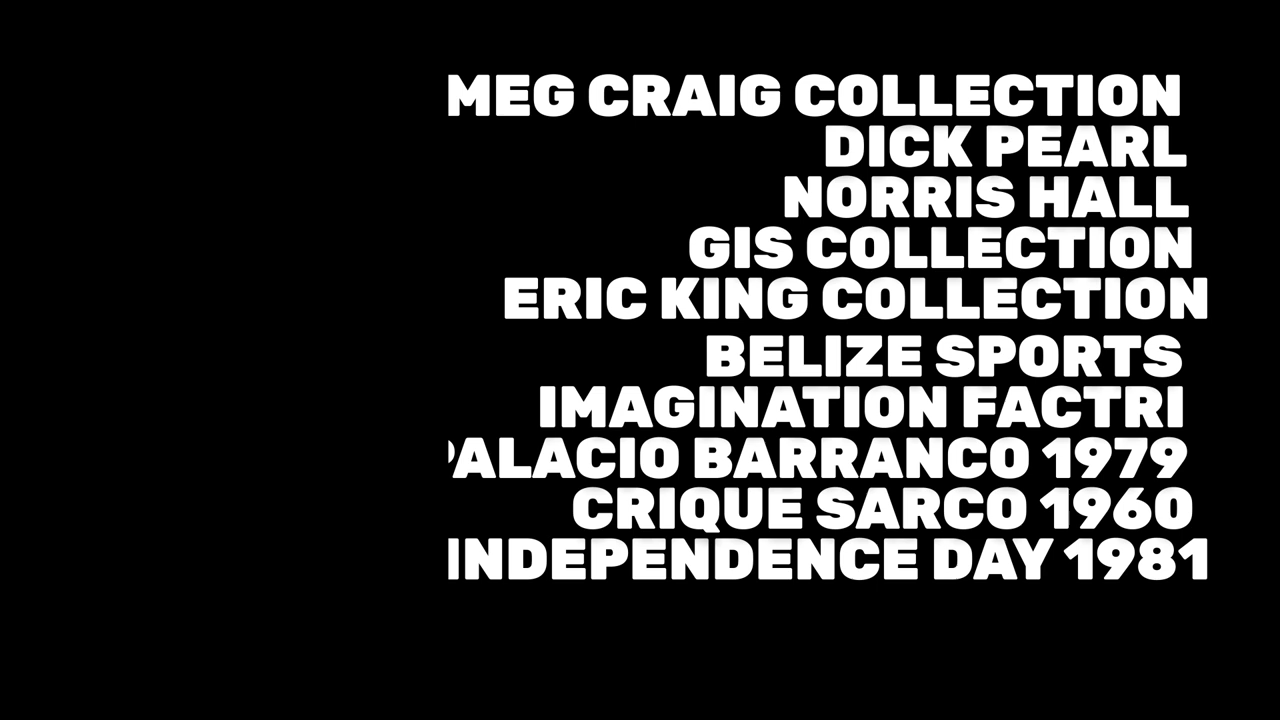 MEG CRAIG COLLECTION
DICK PEARL
NORRIS HALL
GIS COLLECTION
ERIC KING COLLECTION
BELIZE SPORTS
IMAGINATION FACTRI
PALACIO BARRANCO 1979
CRIQUE SARCO 1960
INDEPENDENCE DAY 1981